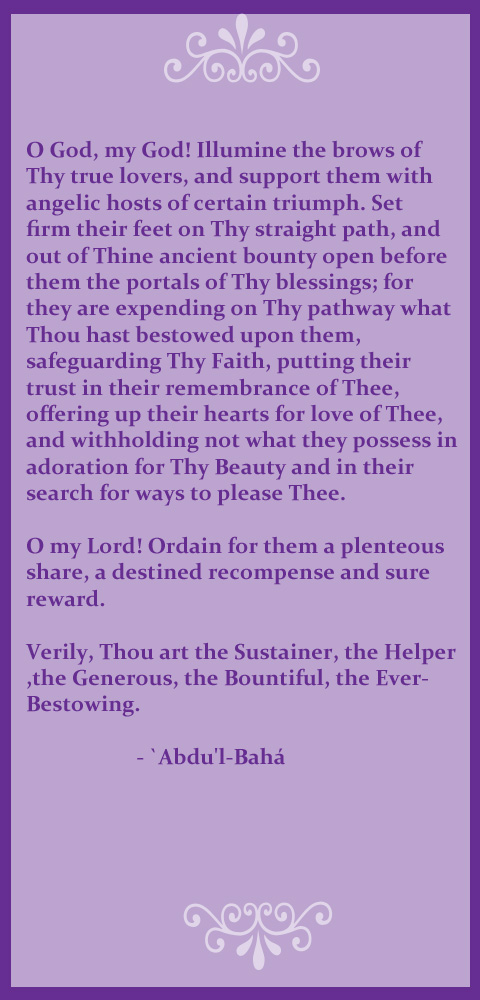 O God, my God! Illumine the brows of
Thy true lovers, and support them with
angelic hosts of certain triumph. Set
firm their feet on Thy straight path, and
out of Thine ancient bounty open before
them the portals of Thy blessings; for
they are expending on Thy pathway what
Thou hast bestowed upon them,
safeguarding Thy Faith, putting their
trust in their remembrance of Thee,
offering up their hearts for love of Thee,
and withholding not what they possess in
adoration for Thy Beauty and in their
search for ways to please Thee.
O my Lord! Ordain for them a plenteous
share, a destined recompense and sure
reward.
Verily, Thou art the Sustainer, the Helper
,the Generous, the Bountiful, the Ever-
Bestowing.
- `Abdu'l-Bahá